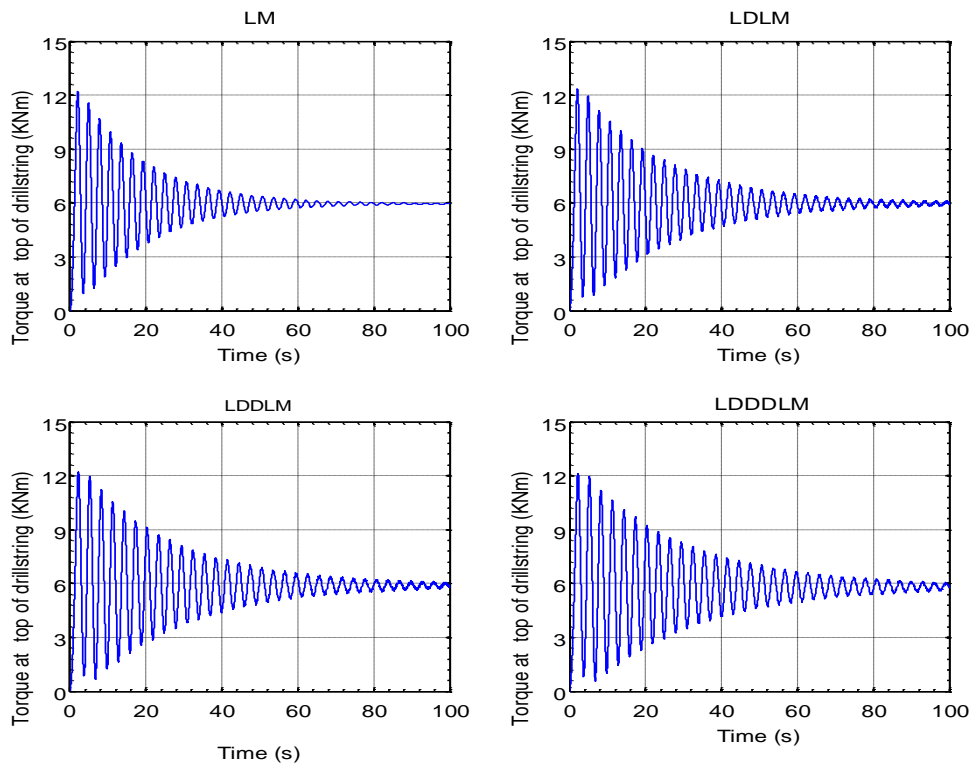 LM
Torque at top of drillstring (KNm)
15
12
9
6
3
0
0 20 40 60 80 100
Time (s)
LDLM
Torque at top of drillstring (KNm)
15
12
9
6
3
0
0 20 40 60 80 100
Time (s)
LDDLM
Torque at top of drillstring (KNm)
15
12
9
6
3
0
0 20 40 60 80 100
Time (s)
LDDDLM
Torque at top of drillstring (KNm)
15
12
9
6
3
0
0 20 40 60 80 100
Time (s)